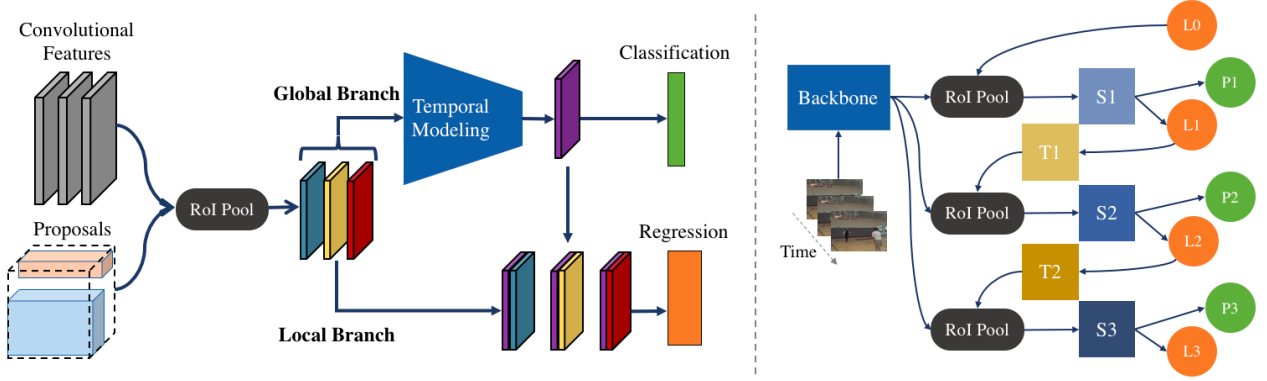 Convolutional
Features
Proposals
RoI Pool
Global Branch
Temporal
Modeling
Classification
Local Branch
Regression
Backbone
Time
RoI Pool
S1
L0
P1
L1
T1
RoI Pool
S2
P2
L2
T2
RoI Pool
S3
P3
L3